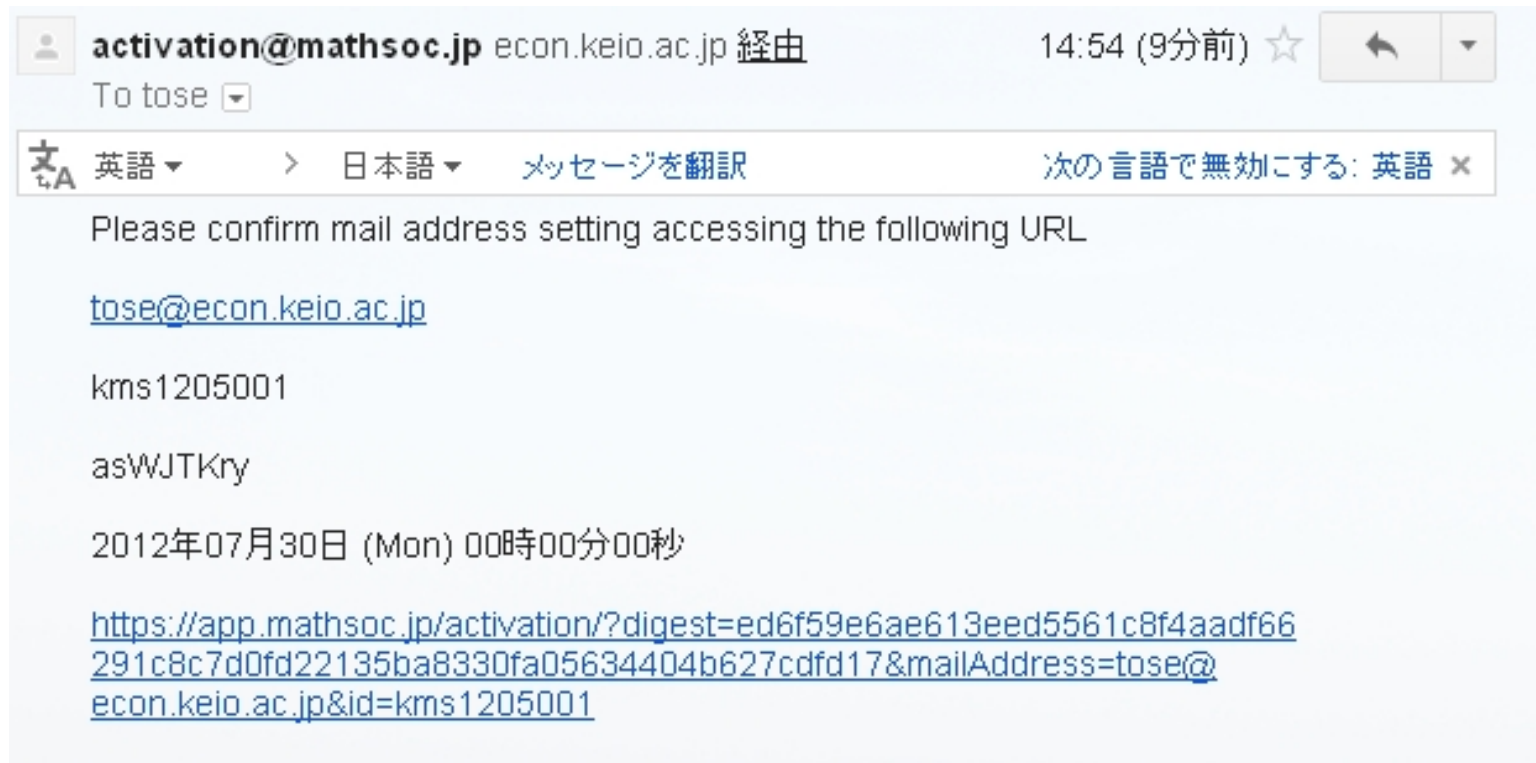 activation@mathsoc.jp econ.keio.ac.jp 経由 14:54 (9分前)
To tose
英語 日本語 メッセージを翻訳 次の言語で無効にする: 英語
Please confirm mail address setting accessing the following URL
tose@econ.keio.ac.jp
kms1205001
asWJTKry
2012年07月30日 (Mon) 00時00分00秒
https://app.mathsoc.jp/activation/?digest=ed6f59e6ae613eed5561c8f4aadf66
291c8c7d0fd22135ba8330fa05634404b627cdfd17&mailAddress=tose@
econ.keio.ac.jp&id=kms1205001